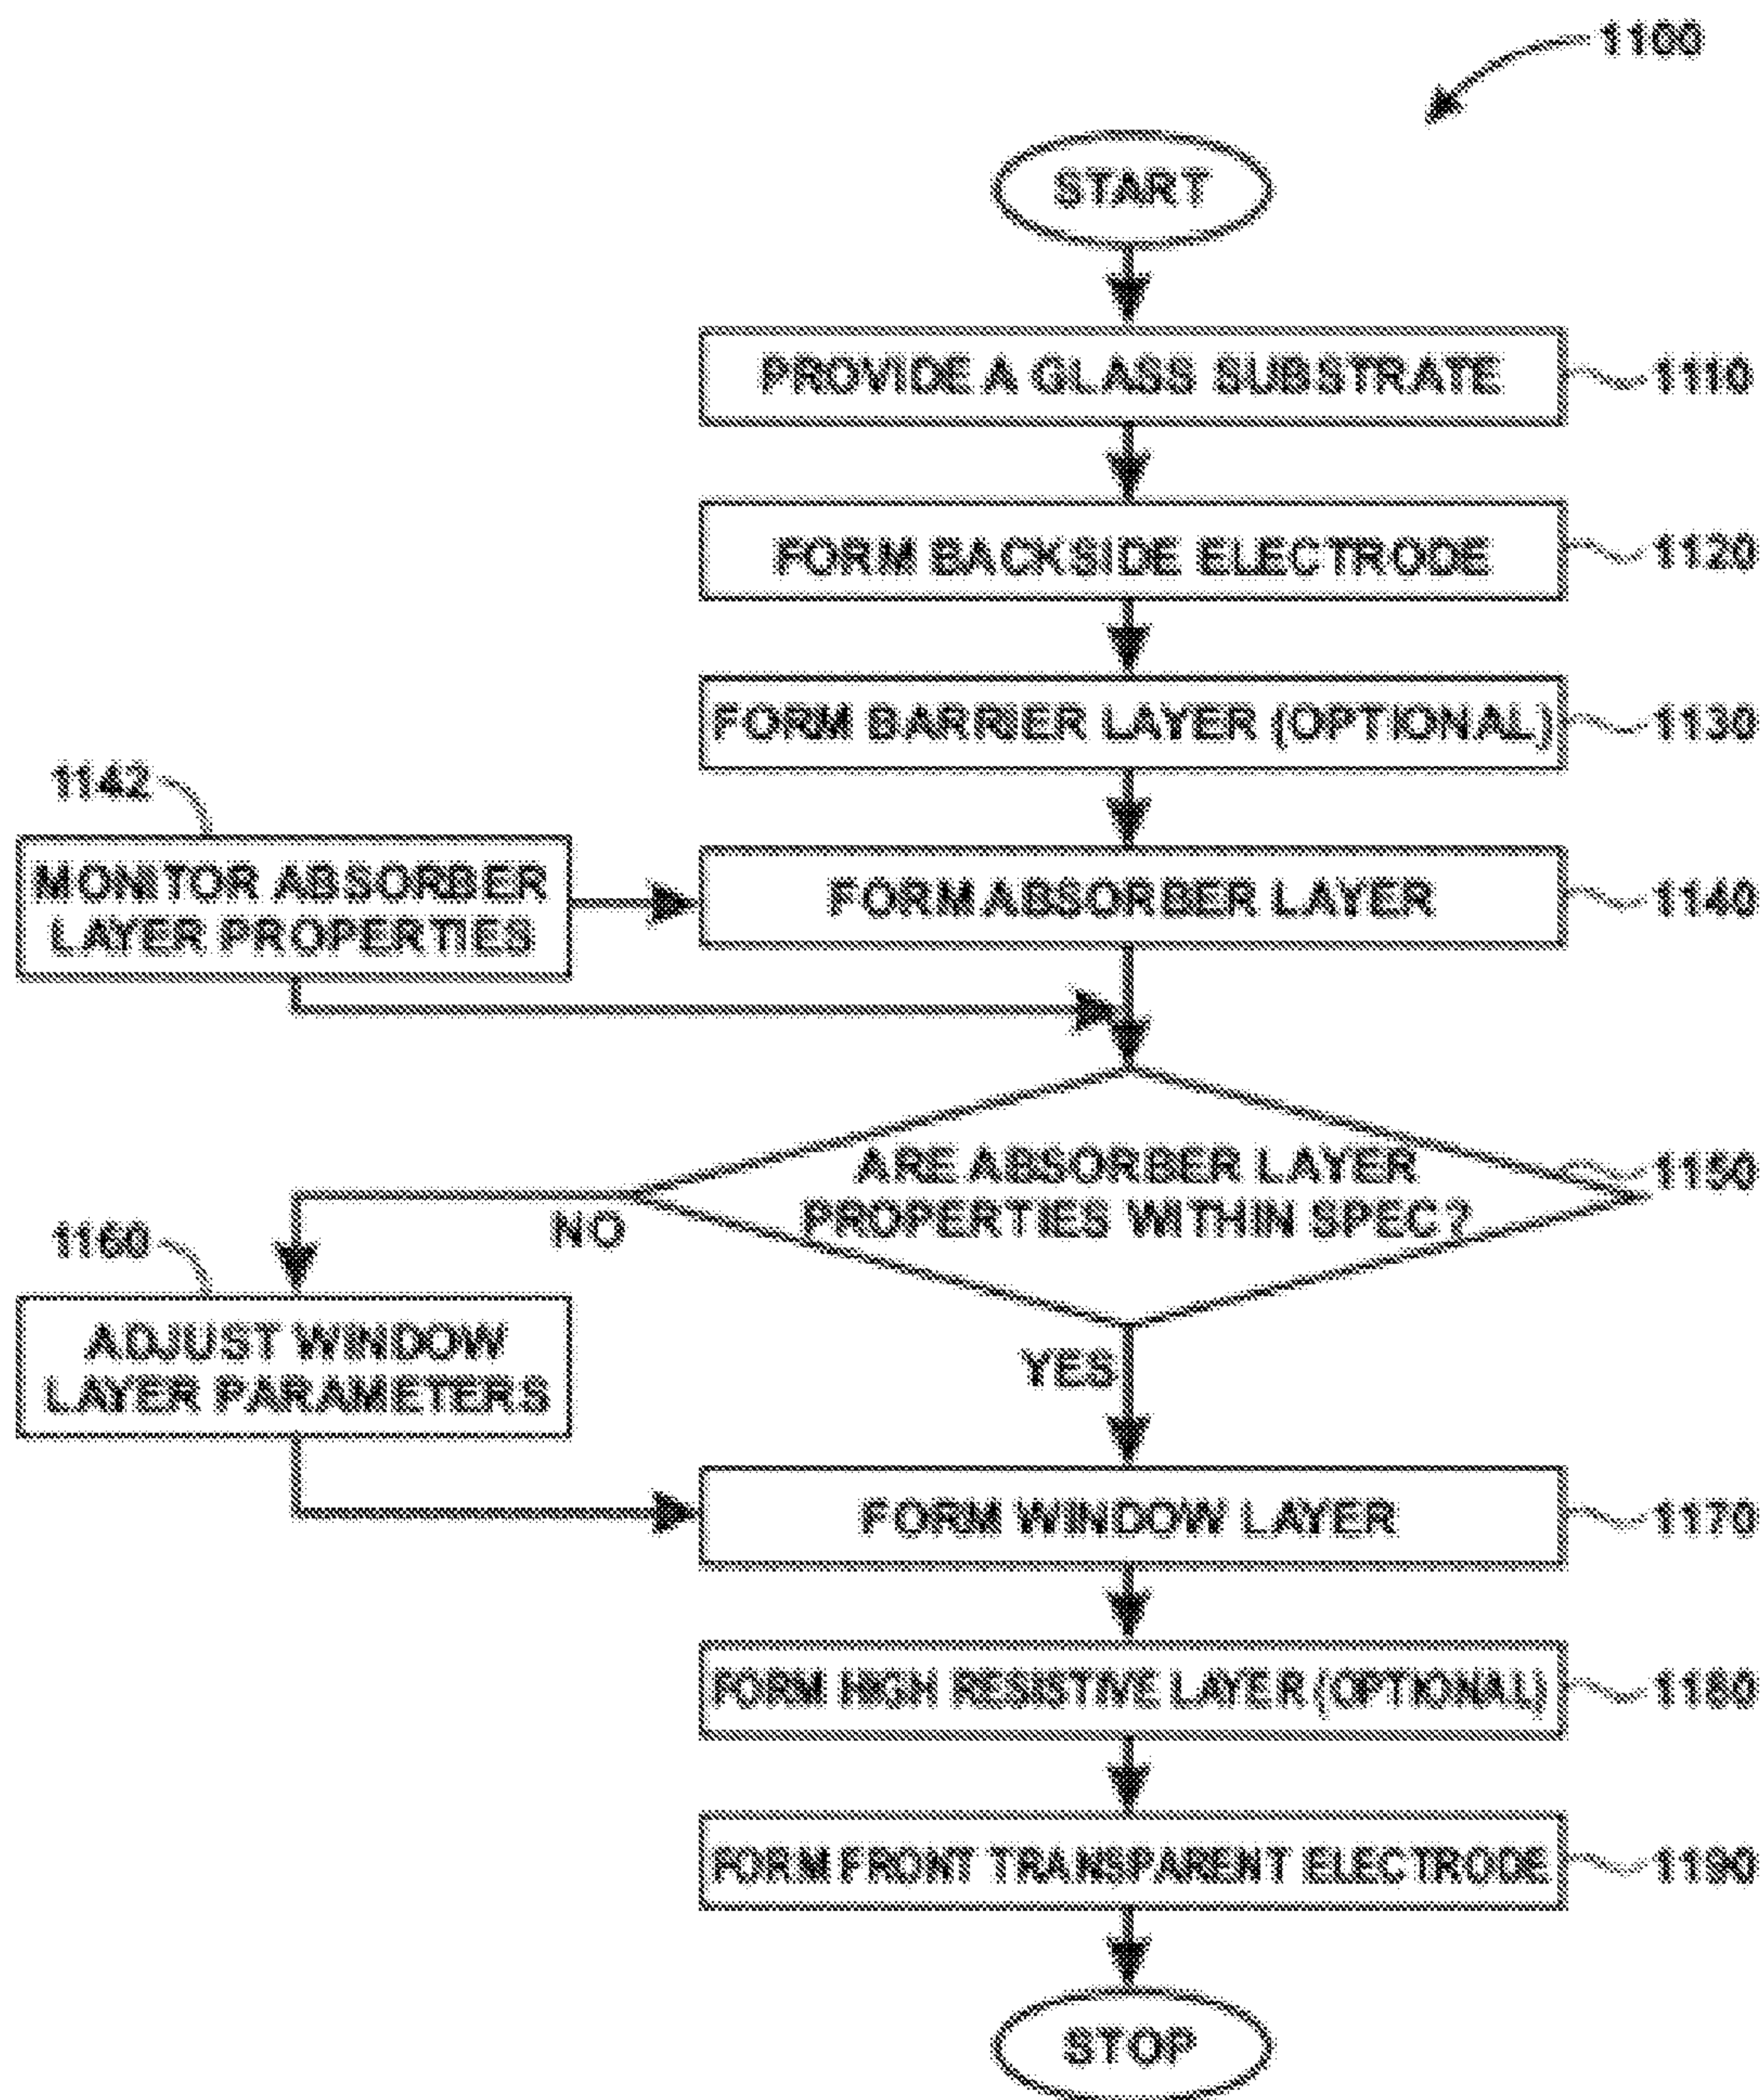 1100
START
PROVIDE A GLASS SUBSTRATE
1110
FORM BACKSIDE ELECTRODE
1120
FORM BARRIER LAYER (OPTIONAL)
1130
1142
MONITOR ABSORBER
LAYER PROPERTIES
FORM ABSORBER LAYER
1140
ARE ABSORBER LAYER
PROPERTIES WITHIN SPEC?
1150
NO
1160
ADJUST WINDOW
LAYER PARAMETERS
YES
FORM WINDOW LAYER
1170
FORM HIGH RESISTIVE LAYER (OPTIONAL)
1180
FORM FRONT TRANSPARENT ELECTRODE
1190
STOP